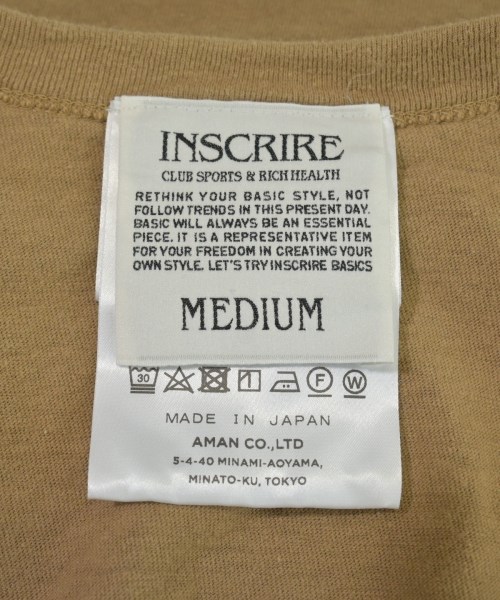 INSCRIRE
CLUB SPORTS & RICH HEALTH
RETHINK YOUR BASIC STYLE, NOT
FOLLOW TRENDS IN THIS PRESENT DAY.
BASIC WILL ALWAYS BE AN ESSENTIAL
PIECE. IT IS A REPRESENTATIVE ITEM
FOR YOUR FREEDOM IN CREATING YOUR
OWN STYLE. LET'S TRY INSCRIRE BASICS
MEDIUM
30 F W
MADE IN JAPAN
AMAN CO.,LTD
5-4-40 MINAMI-AOYAMA,
MINATO-KU, TOKYO